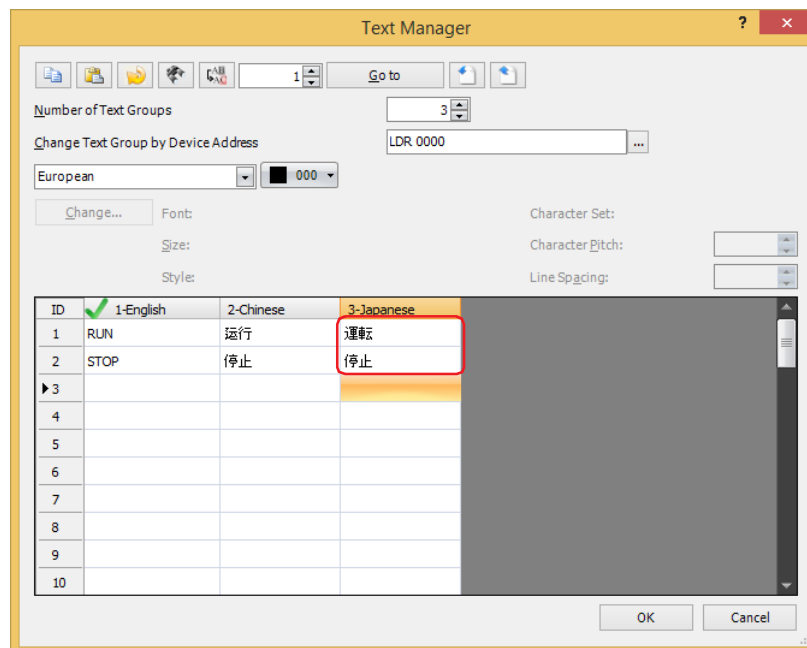 Text Manager
? ×
1 Go to
Number of Text Groups 3
Change Text Group by Device Address LDR 0000 ...
European 000
Change... Font: Character Set:
Size: Character Pitch:
Style: Line Spacing:
ID 1-English 2-Chinese 3-Japanese
1 RUN 运行 運転
2 STOP 停止 停止
3
4
5
6
7
8
9
10
OK Cancel